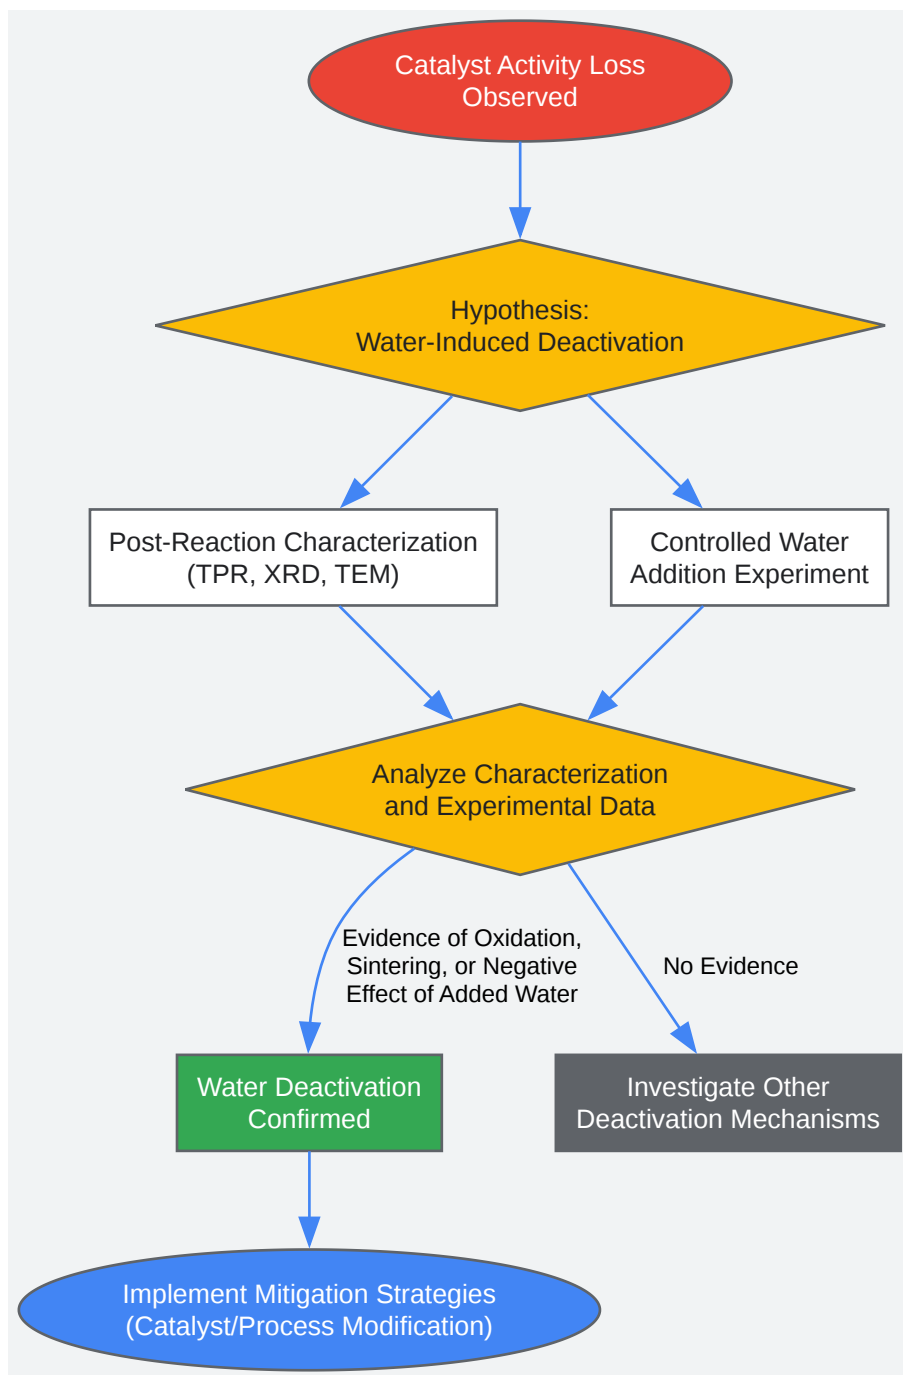 Catalyst Activity Loss
Observed
Hypothesis:
Water-Induced Deactivation
Post-Reaction Characterization
(TPR, XRD, TEM)
Controlled Water
Addition Experiment
Analyze Characterization
and Experimental Data
Evidence of Oxidation,
Sintering, or Negative
Effect of Added Water
No Evidence
Water Deactivation
Confirmed
Investigate Other
Deactivation Mechanisms
Implement Mitigation Strategies
(Catalyst/Process Modification)